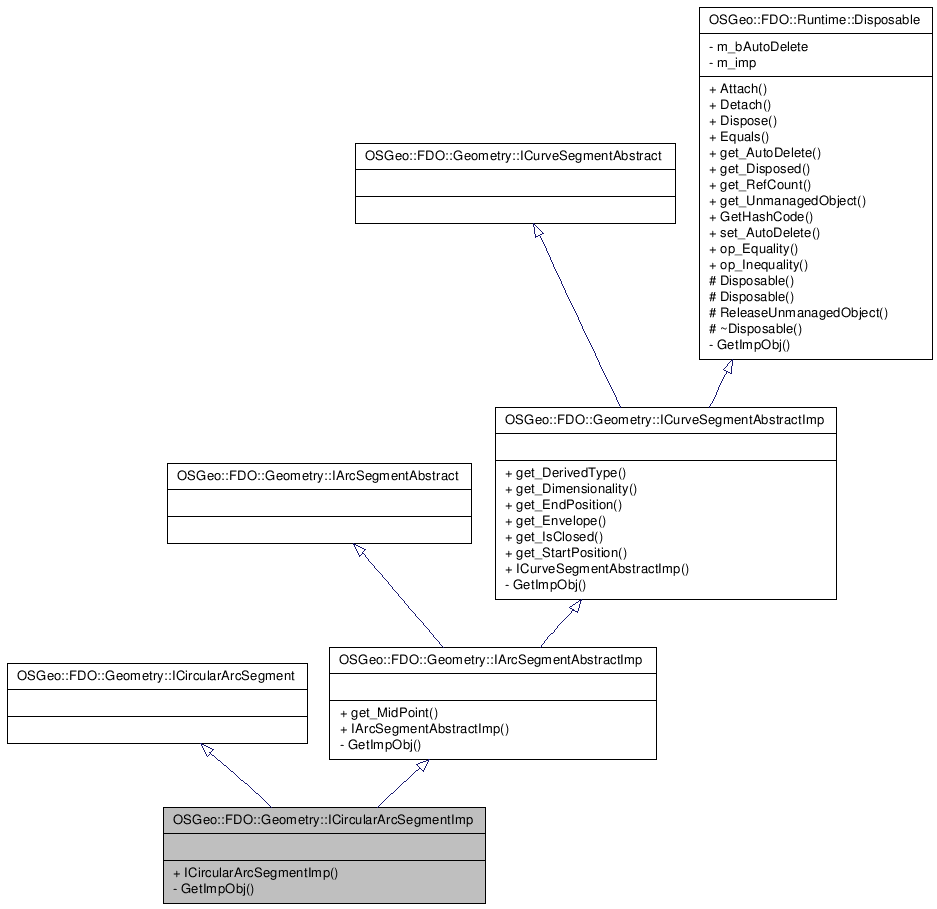 OSGeo::FDO::Runtime::Disposable
- m_bAutoDelete
- m_imp
+ Attach()
+ Detach()
+ Dispose()
+ Equals()
+ get_AutoDelete()
+ get_Disposed()
+ get_RefCount()
+ get_UnmanagedObject()
+ GetHashCode()
+ set_AutoDelete()
+ op_Equality()
+ op_Inequality()
# Disposable()
# Disposable()
# ReleaseUnmanagedObject()
# ~Disposable()
- GetImpObj()
OSGeo::FDO::Geometry::ICurveSegmentAbstract
OSGeo::FDO::Geometry::ICurveSegmentAbstractImp
+ get_DerivedType()
+ get_Dimensionality()
+ get_EndPosition()
+ get_Envelope()
+ get_IsClosed()
+ get_StartPosition()
+ ICurveSegmentAbstractImp()
- GetImpObj()
OSGeo::FDO::Geometry::IArcSegmentAbstract
OSGeo::FDO::Geometry::IArcSegmentAbstractImp
+ get_MidPoint()
+ IArcSegmentAbstractImp()
- GetImpObj()
OSGeo::FDO::Geometry::ICircularArcSegment
OSGeo::FDO::Geometry::ICircularArcSegmentImp
+ ICircularArcSegmentImp()
- GetImpObj()